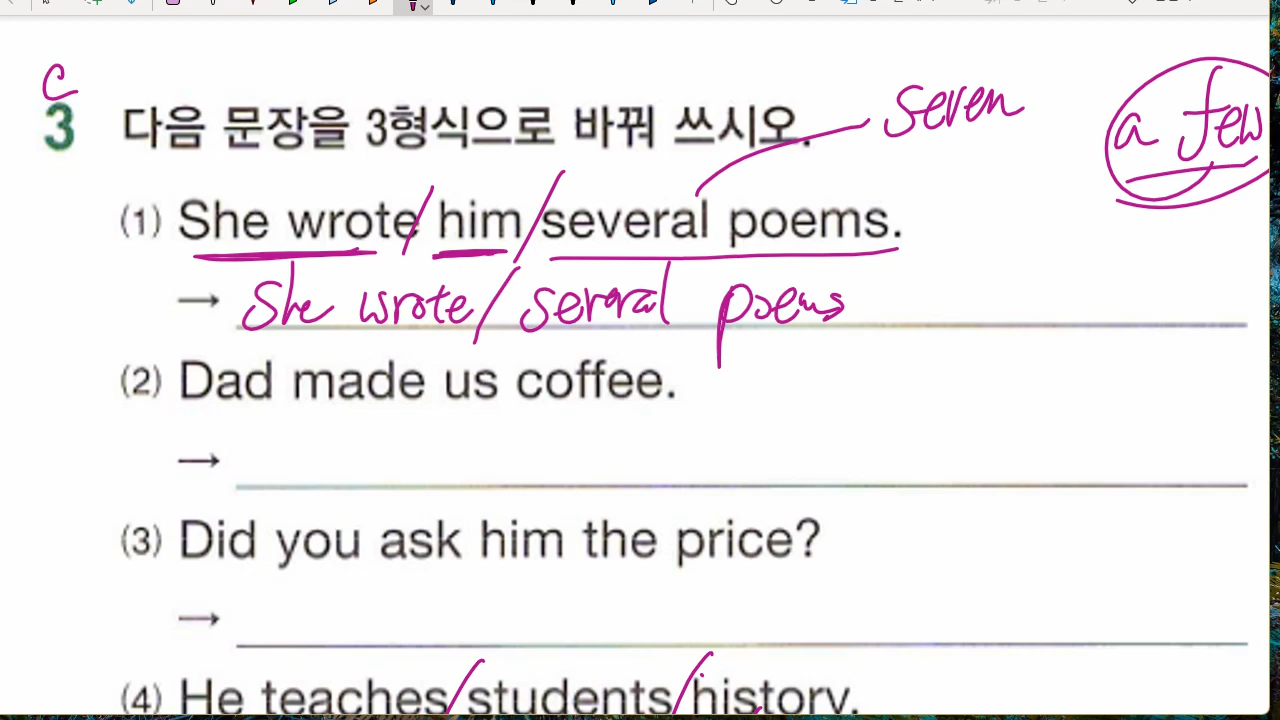 C
seven
a few
3 다음 문장을 3형식으로 바꿔 쓰시오.
(1) She wrote / him / several poems.
→ She wrote / several poems
(2) Dad made us coffee.
→
(3) Did you ask him the price?
→
(4) He teaches / students / history.